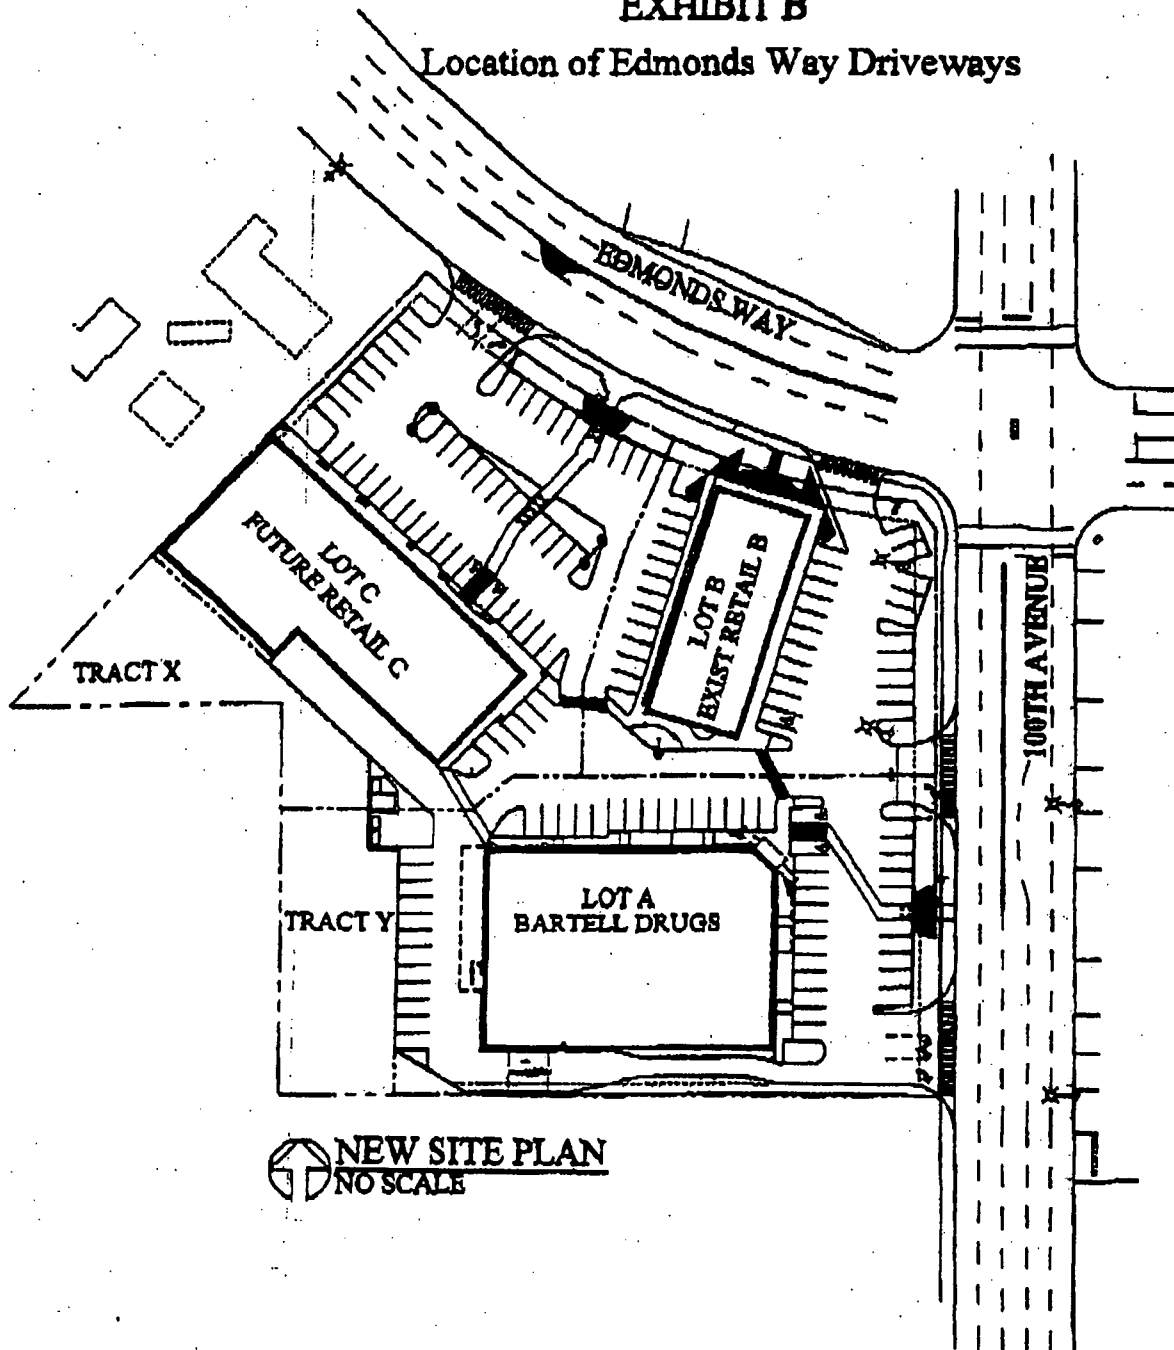 EXHIBIT B
Location of Edmonds Way Driveways
EDMONDS WAY
LOT C
FUTURE RETAIL C
LOT B
EXIST RETAIL B
100TH AVENUE
TRACT X
LOT A
BARTELL DRUGS
TRACT Y
NEW SITE PLAN
NO SCALE